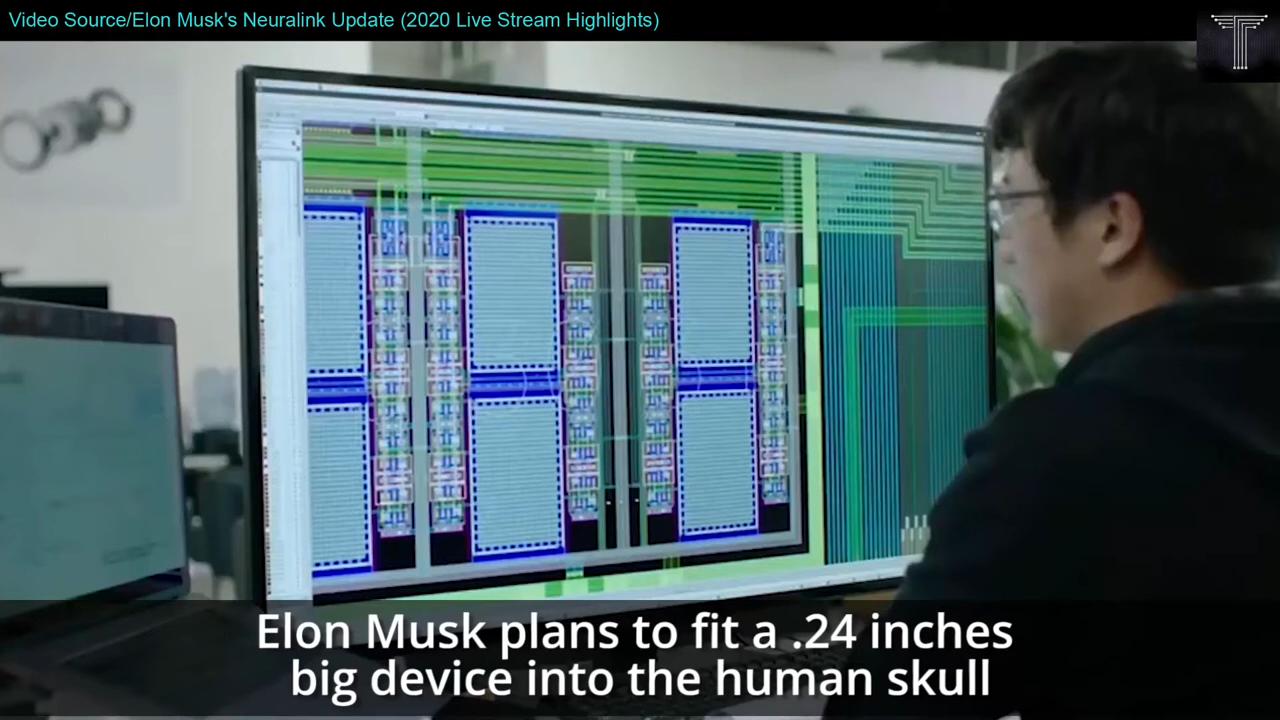 Video Source/Elon Musk's Neuralink Update (2020 Live Stream Highlights)
Elon Musk plans to fit a .24 inches
big device into the human skull